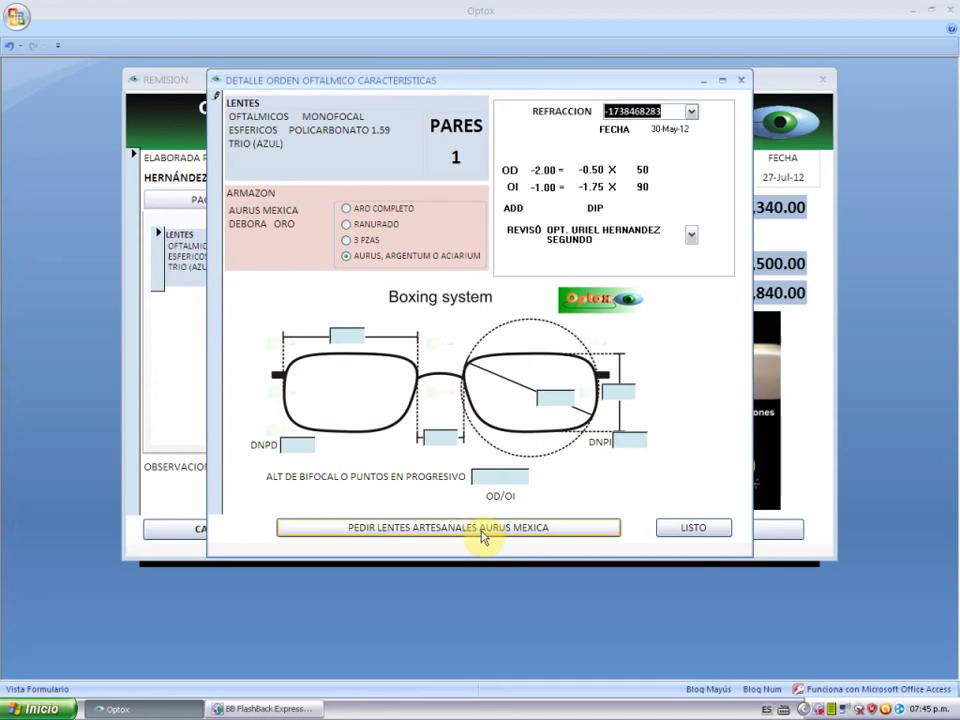 Optox
REMISION
DETALLE ORDEN OFTALMICO CARACTERISTICAS
LENTES
OFTALMICOS MONOFOCAL
ESFERICOS POLICARBONATO 1.59
TRIO (AZUL)
PARES
1
REFRACCION -1738468283
FECHA 30-May-12
OD -2.00 = -0.50 X 50
OI -1.00 = -1.75 X 90
ADD DIP
REVISÓ OPT. URIEL HERNANDEZ
SEGUNDO
ARMAZON
AURUS MEXICA
DEBORA ORO
ARO COMPLETO
RANURADO
3 PZAS
AURUS, ARGENTUM O ACIARIUM
ELABORADA
HERNÁNDEZ
LENTES
FECHA
27-Jul-12
,340.00
,500.00
,840.00
Boxing system
Optox
DNPD
DNPI
ALT DE BIFOCAL O PUNTOS EN PROGRESIVO
OD/OI
PEDIR LENTES ARTESANALES AURUS MEXICA
LISTO
Vista Formulario
Bloq Mayús Bloq Num Funciona con Microsoft Office Access
Inicio
Optox
BB FlashBack Express...
ES
07:45 p.m.